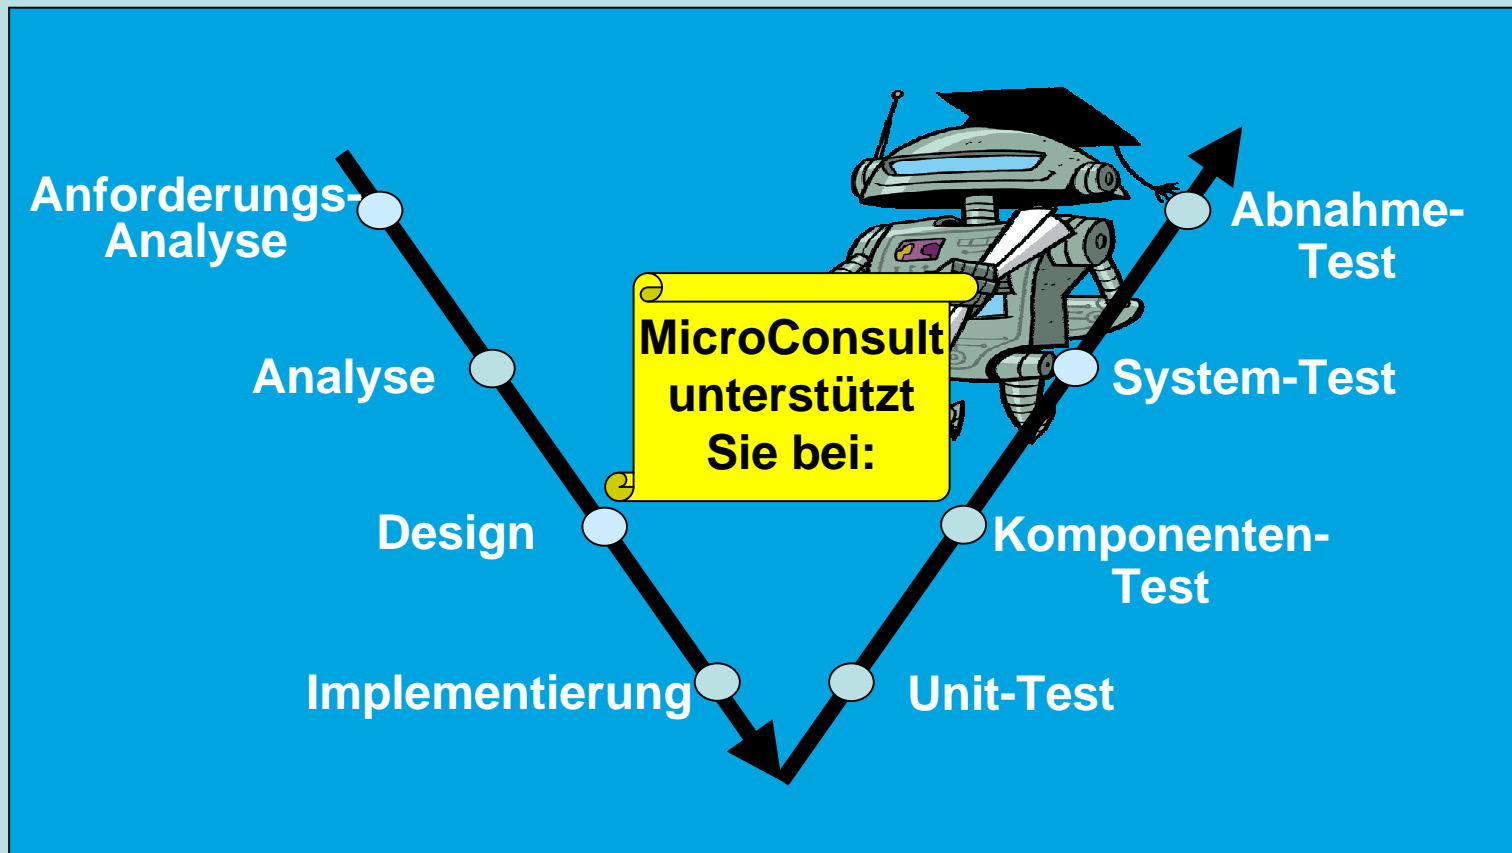 Anforderungs-
Analyse
Analyse
Design
Implementierung
MicroConsult
unterstützt
Sie bei:
Abnahme-
Test
System-Test
Komponenten-
Test
Unit-Test